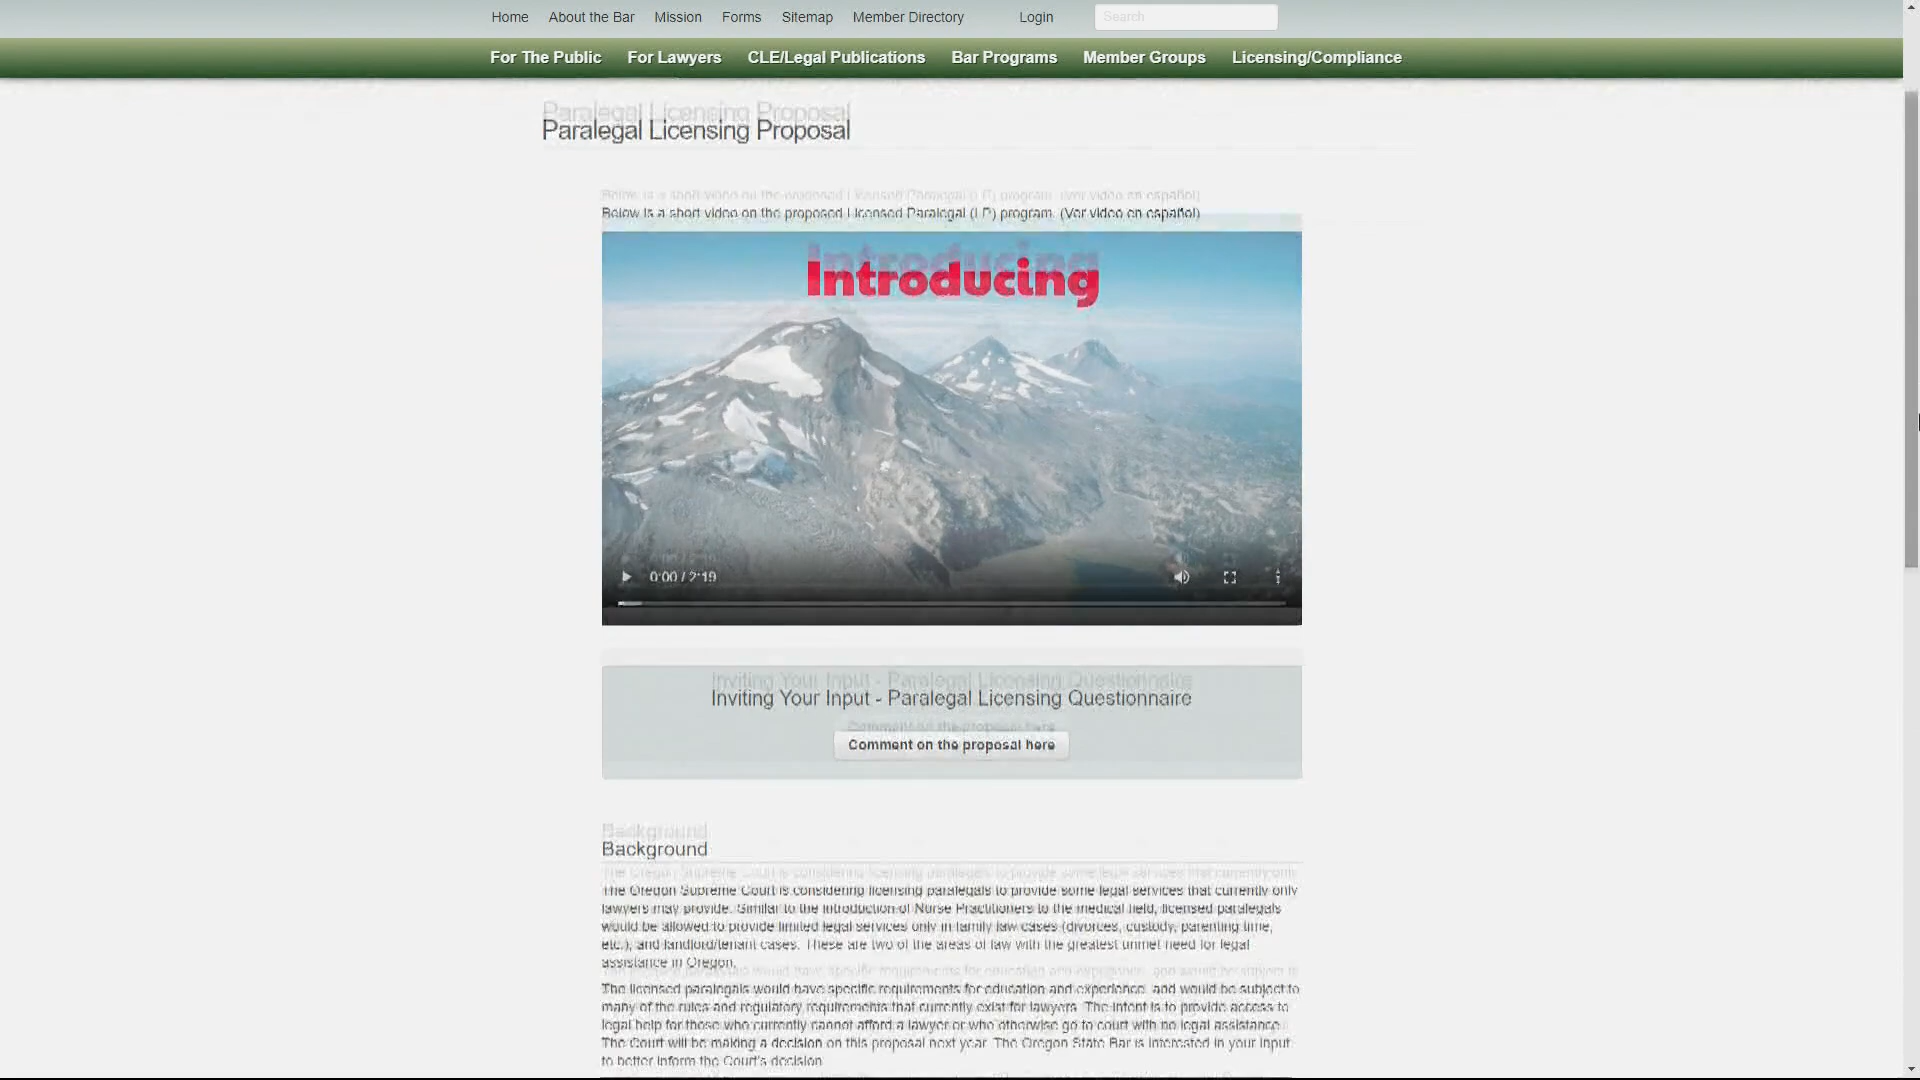 Home About the Bar Mission Forms Sitemap Member Directory Login Search
For The Public For Lawyers CLE/Legal Publications Bar Programs Member Groups Licensing/Compliance
Paralegal Licensing Proposal
Below is a short video on the proposed Licensed Paralegal (LP) program. (Ver video en español)
Introducing
0:00 / 2:19
Inviting Your Input - Paralegal Licensing Questionnaire
Comment on the proposal here
Background
The Oregon Supreme Court is considering licensing paralegals to provide some legal services that currently only
lawyers may provide. Similar to the introduction of Nurse Practitioners to the medical field, licensed paralegals
would be allowed to provide limited legal services only in family law cases (divorces, custody, parenting time,
etc.), and landlord/tenant cases. These are two of the areas of law with the greatest unmet need for legal
assistance in Oregon.
The licensed paralegals would have specific requirements for education and experience, and would be subject to
many of the rules and regulatory requirements that currently exist for lawyers. The intent is to provide access to
legal help for those who currently cannot afford a lawyer or who otherwise go to court with no legal assistance.
The Court will be making a decision on this proposal next year. The Oregon State Bar is interested in your input
to better inform the Court's decision.